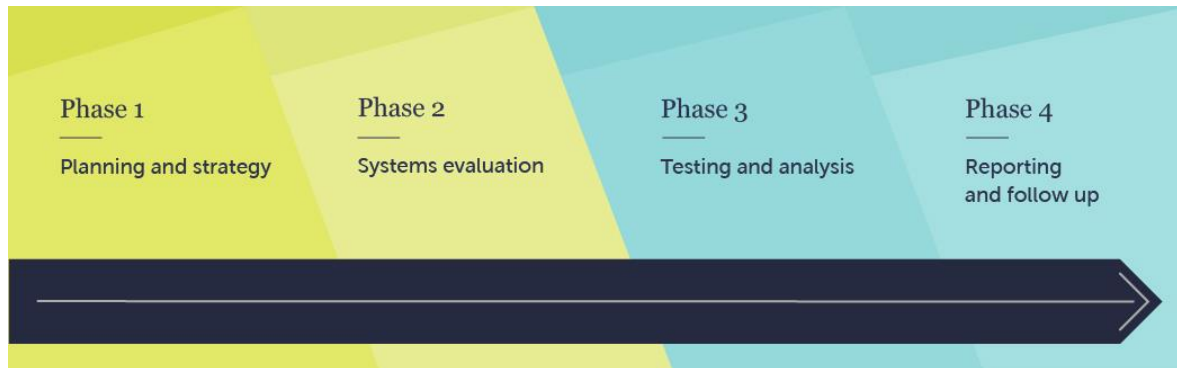 Phase 1
Planning and strategy
Phase 2
Systems evaluation
Phase 3
Testing and analysis
Phase 4
Reporting
and follow up